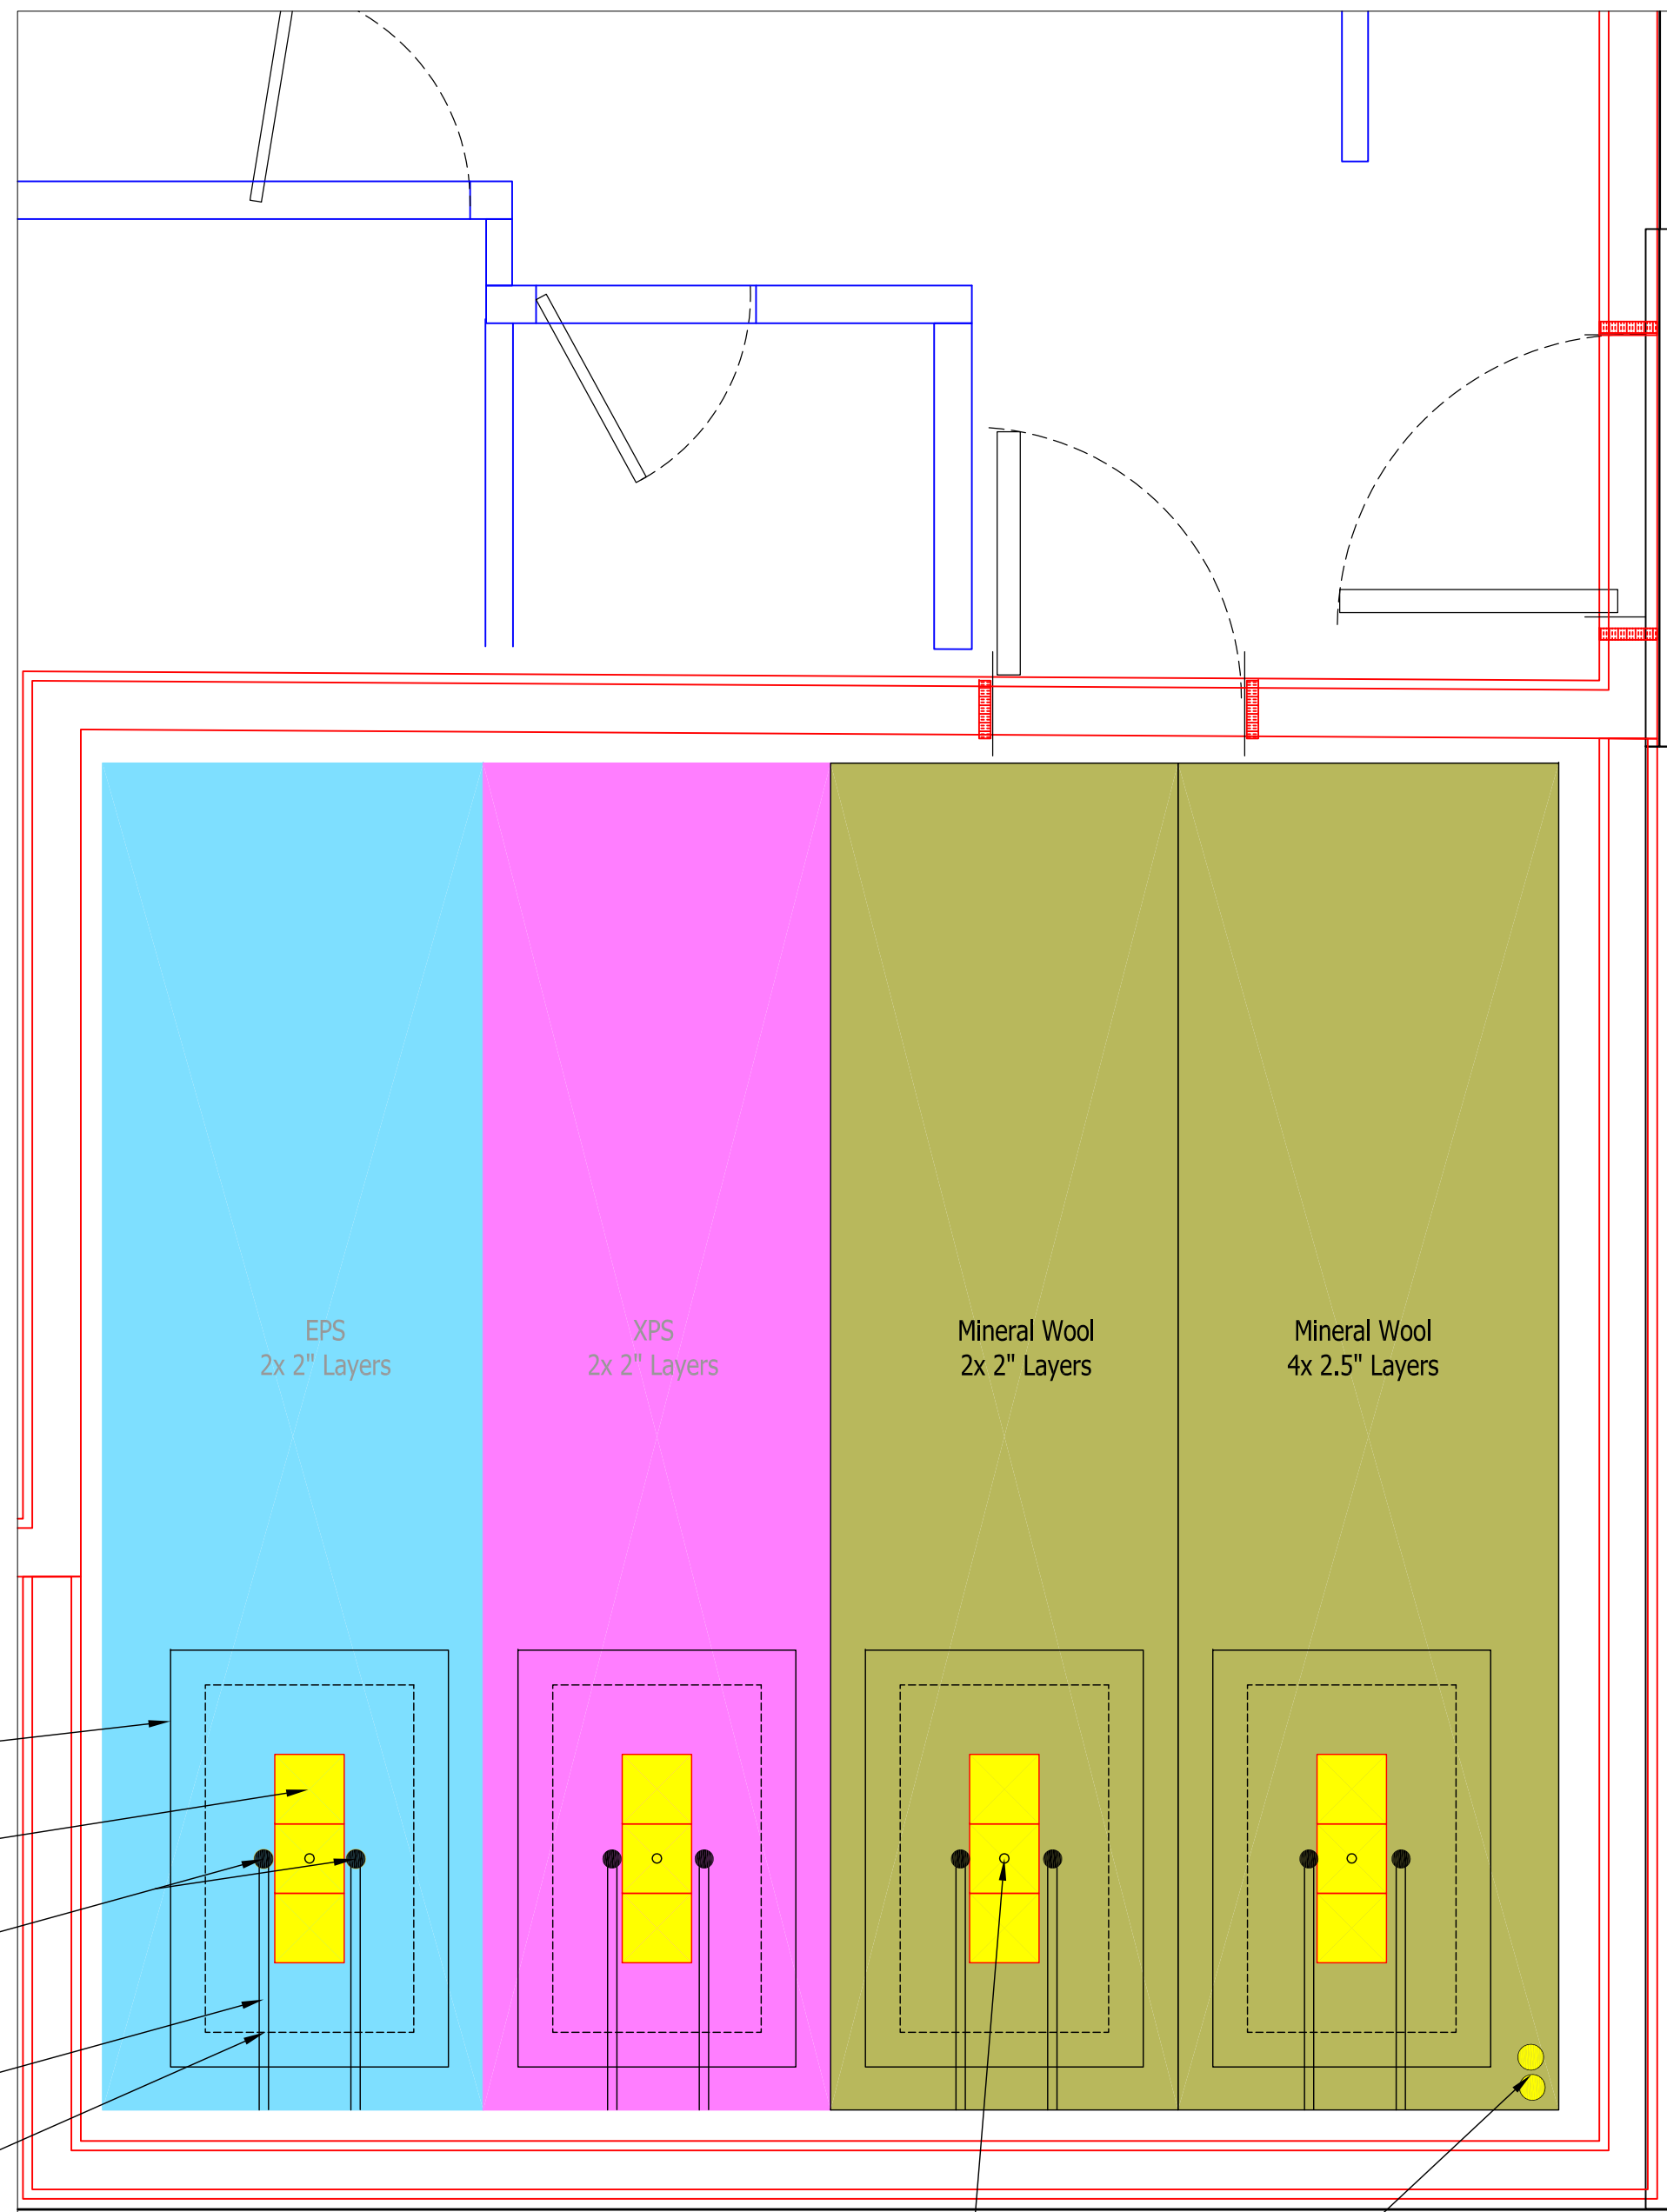 EPS
2x 2" Layers
XPS
2x 2" Layers
Mineral Wool
2x 2" Layers
Mineral Wool
4x 2.5" Layers